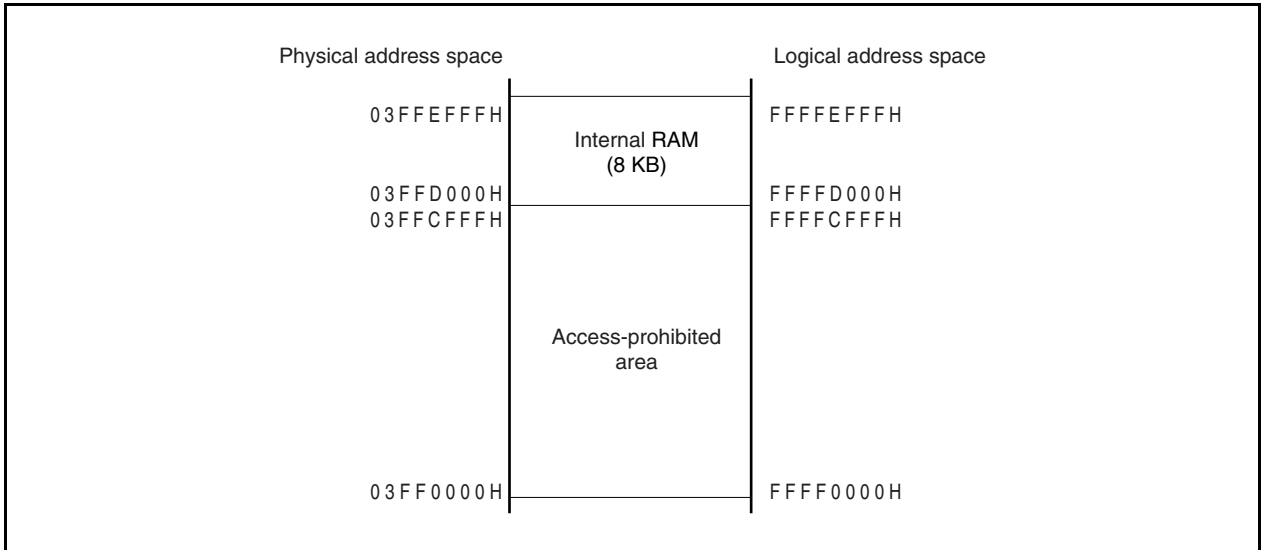 Physical address space Logical address space
03FFEFFFH FFFFEFFFH
Internal RAM
(8 KB)
03FFD000H FFFFD000H
03FFCFFFH FFFFCFFFH
Access-prohibited
area
03FF0000H FFFF0000H